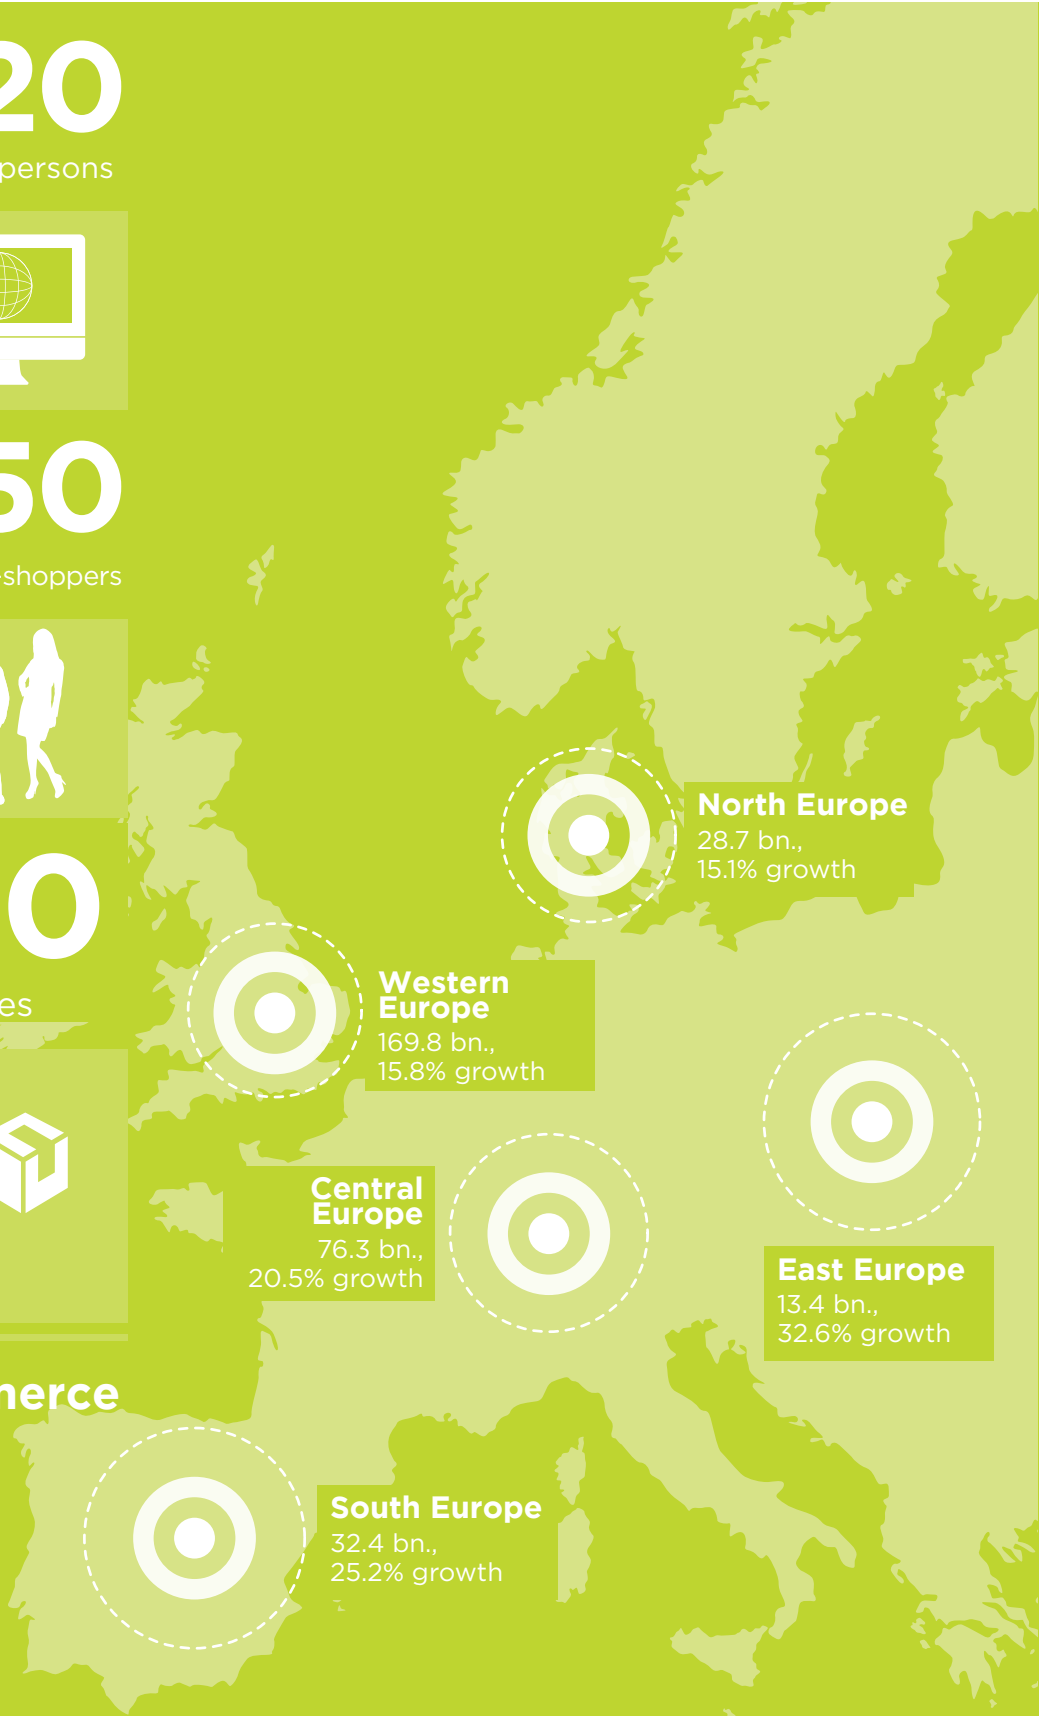 20
persons
50
-shoppers
0
es
merce
North Europe
28.7 bn.,
15.1% growth
Western
Europe
169.8 bn.,
15.8% growth
Central
Europe
76.3 bn.,
20.5% growth
East Europe
13.4 bn.,
32.6% growth
South Europe
32.4 bn.,
25.2% growth